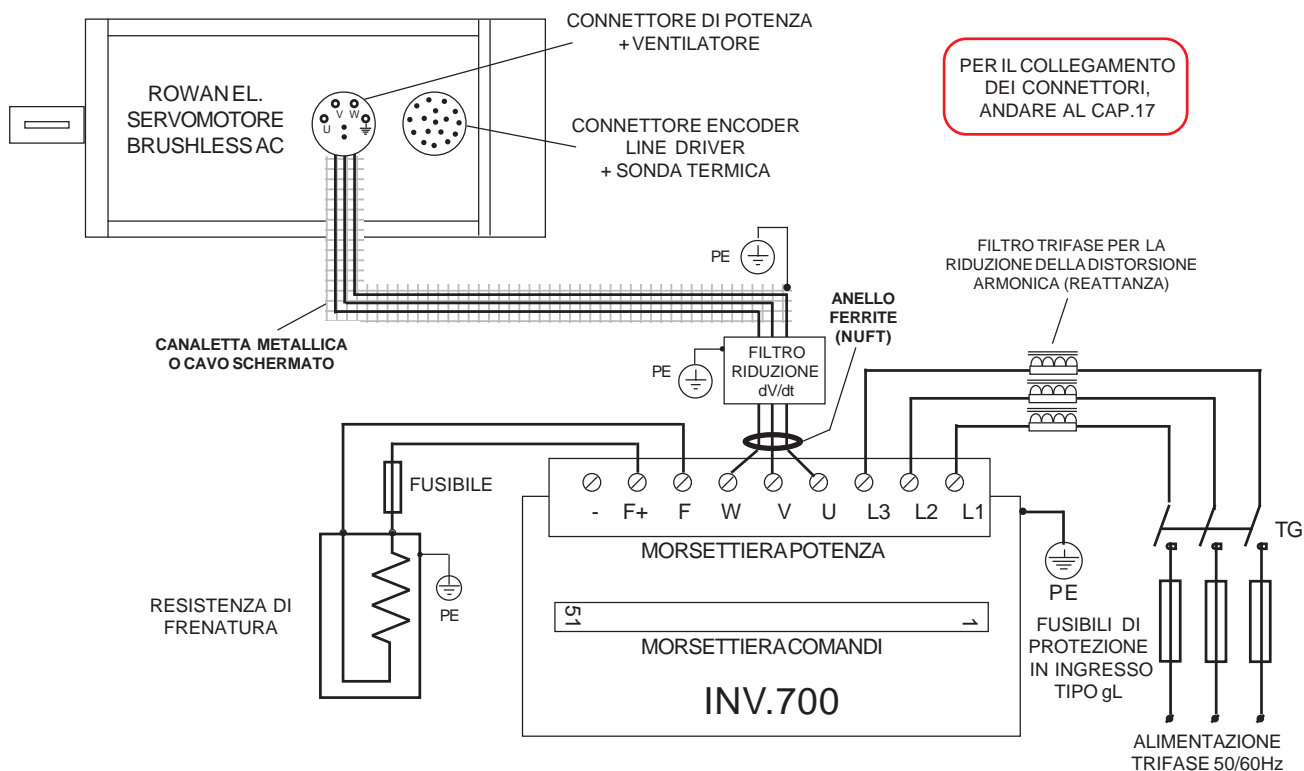 CONNETTORE DI POTENZA
+ VENTILATORE
PER IL COLLEGAMENTO
DEI CONNETTORI,
ANDARE AL CAP.17
ROWAN EL.
SERVOMOTORE
BRUSHLESS AC
U
V
W
CONNETTORE ENCODER
LINE DRIVER
+ SONDA TERMICA
PE
FILTRO TRIFASE PER LA
RIDUZIONE DELLA DISTORSIONE
ARMONICA (REATTANZA)
ANELLO
FERRITE
(NUFT)
CANALETTA METALLICA
O CAVO SCHERMATO
PE
FILTRO
RIDUZIONE
dV/dt
FUSIBILE
- F+ F W V U L3 L2 L1
MORSETTIERA POTENZA
TG
PE
PE
RESISTENZA DI
FRENATURA
51
1
MORSETTIERA COMANDI
FUSIBILI DI
PROTEZIONE
IN INGRESSO
TIPO gL
INV.700
ALIMENTAZIONE
TRIFASE 50/60Hz